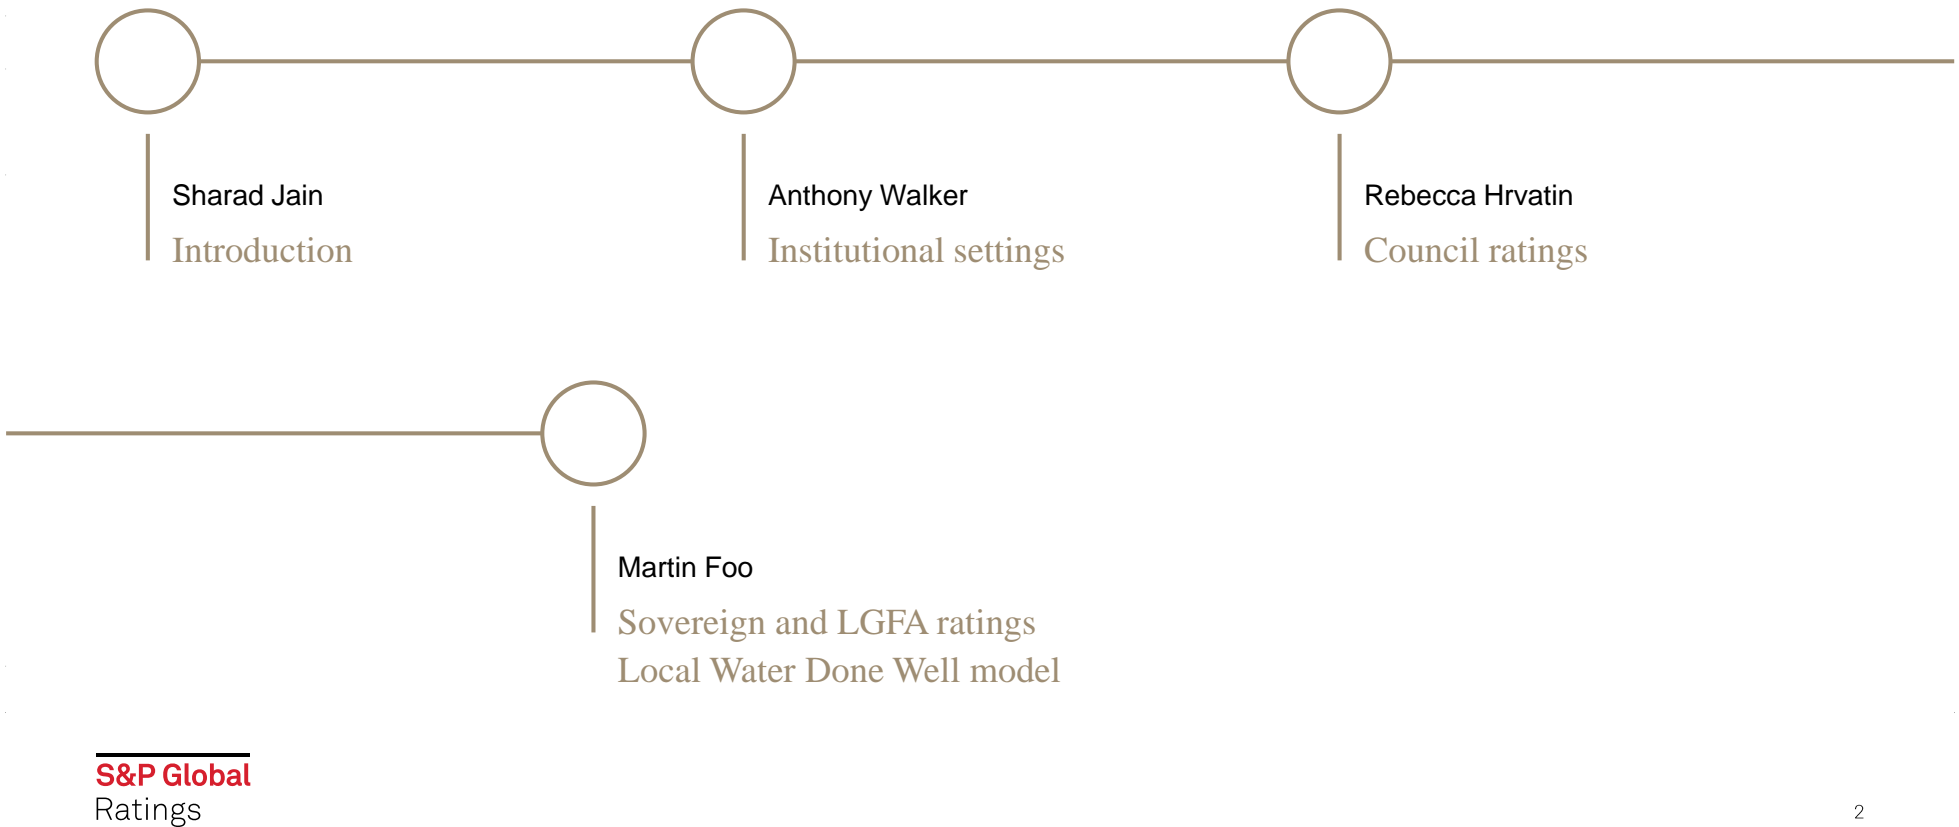 Sharad Jain
Introduction
Anthony Walker
Institutional settings
Rebecca Hrvatin
Council ratings
Martin Foo
Sovereign and LGFA ratings
Local Water Done Well model
S&P Global
Ratings
2